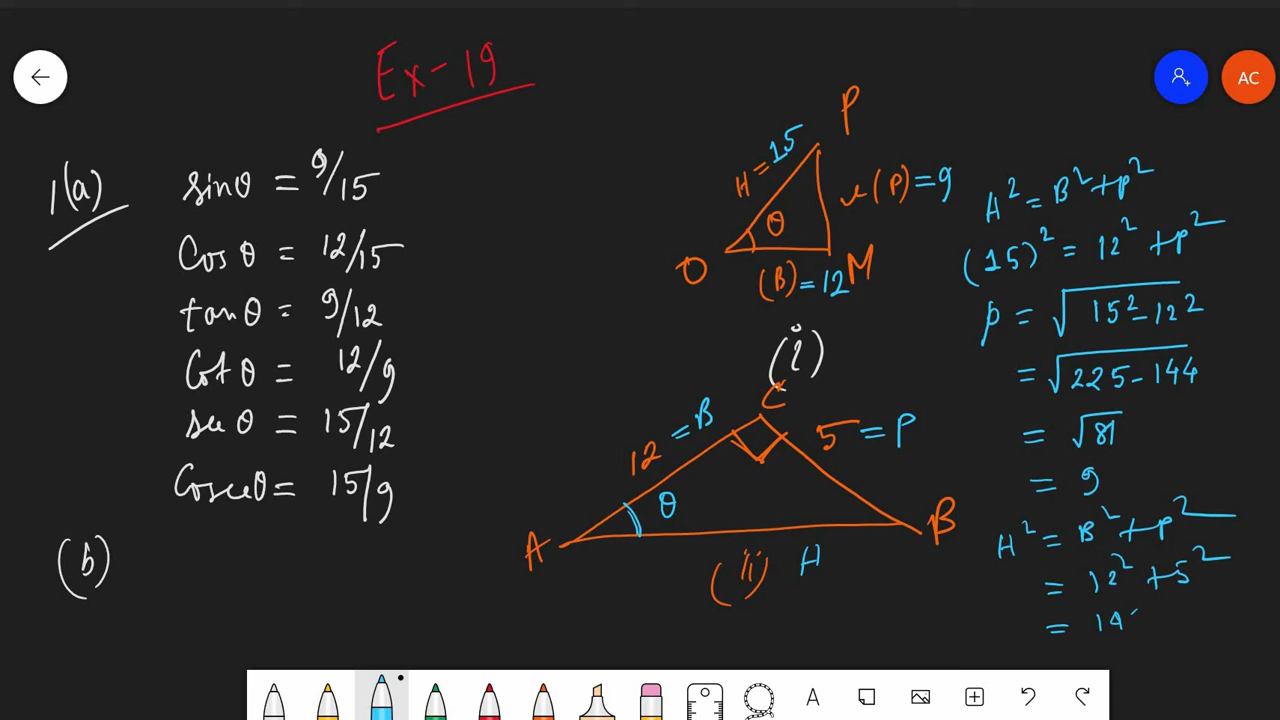 Ex-19
AC
1(a)
sinθ = 9/15
Cosθ = 12/15
tanθ = 9/12
Cotθ = 12/9
secθ = 15/12
Cosecθ = 15/9
(b)
P
H = 15
θ
(P) = 9
O
(B) = 12
M
(i)
C
12 = B
5 = P
θ
A
B
(ii)
H
H² = B² + P²
(15)² = 12² + P²
P = √15² - 12²
= √225 - 144
= √81
= 9
H² = B² + P²
= 12² + 5²
= 14
A